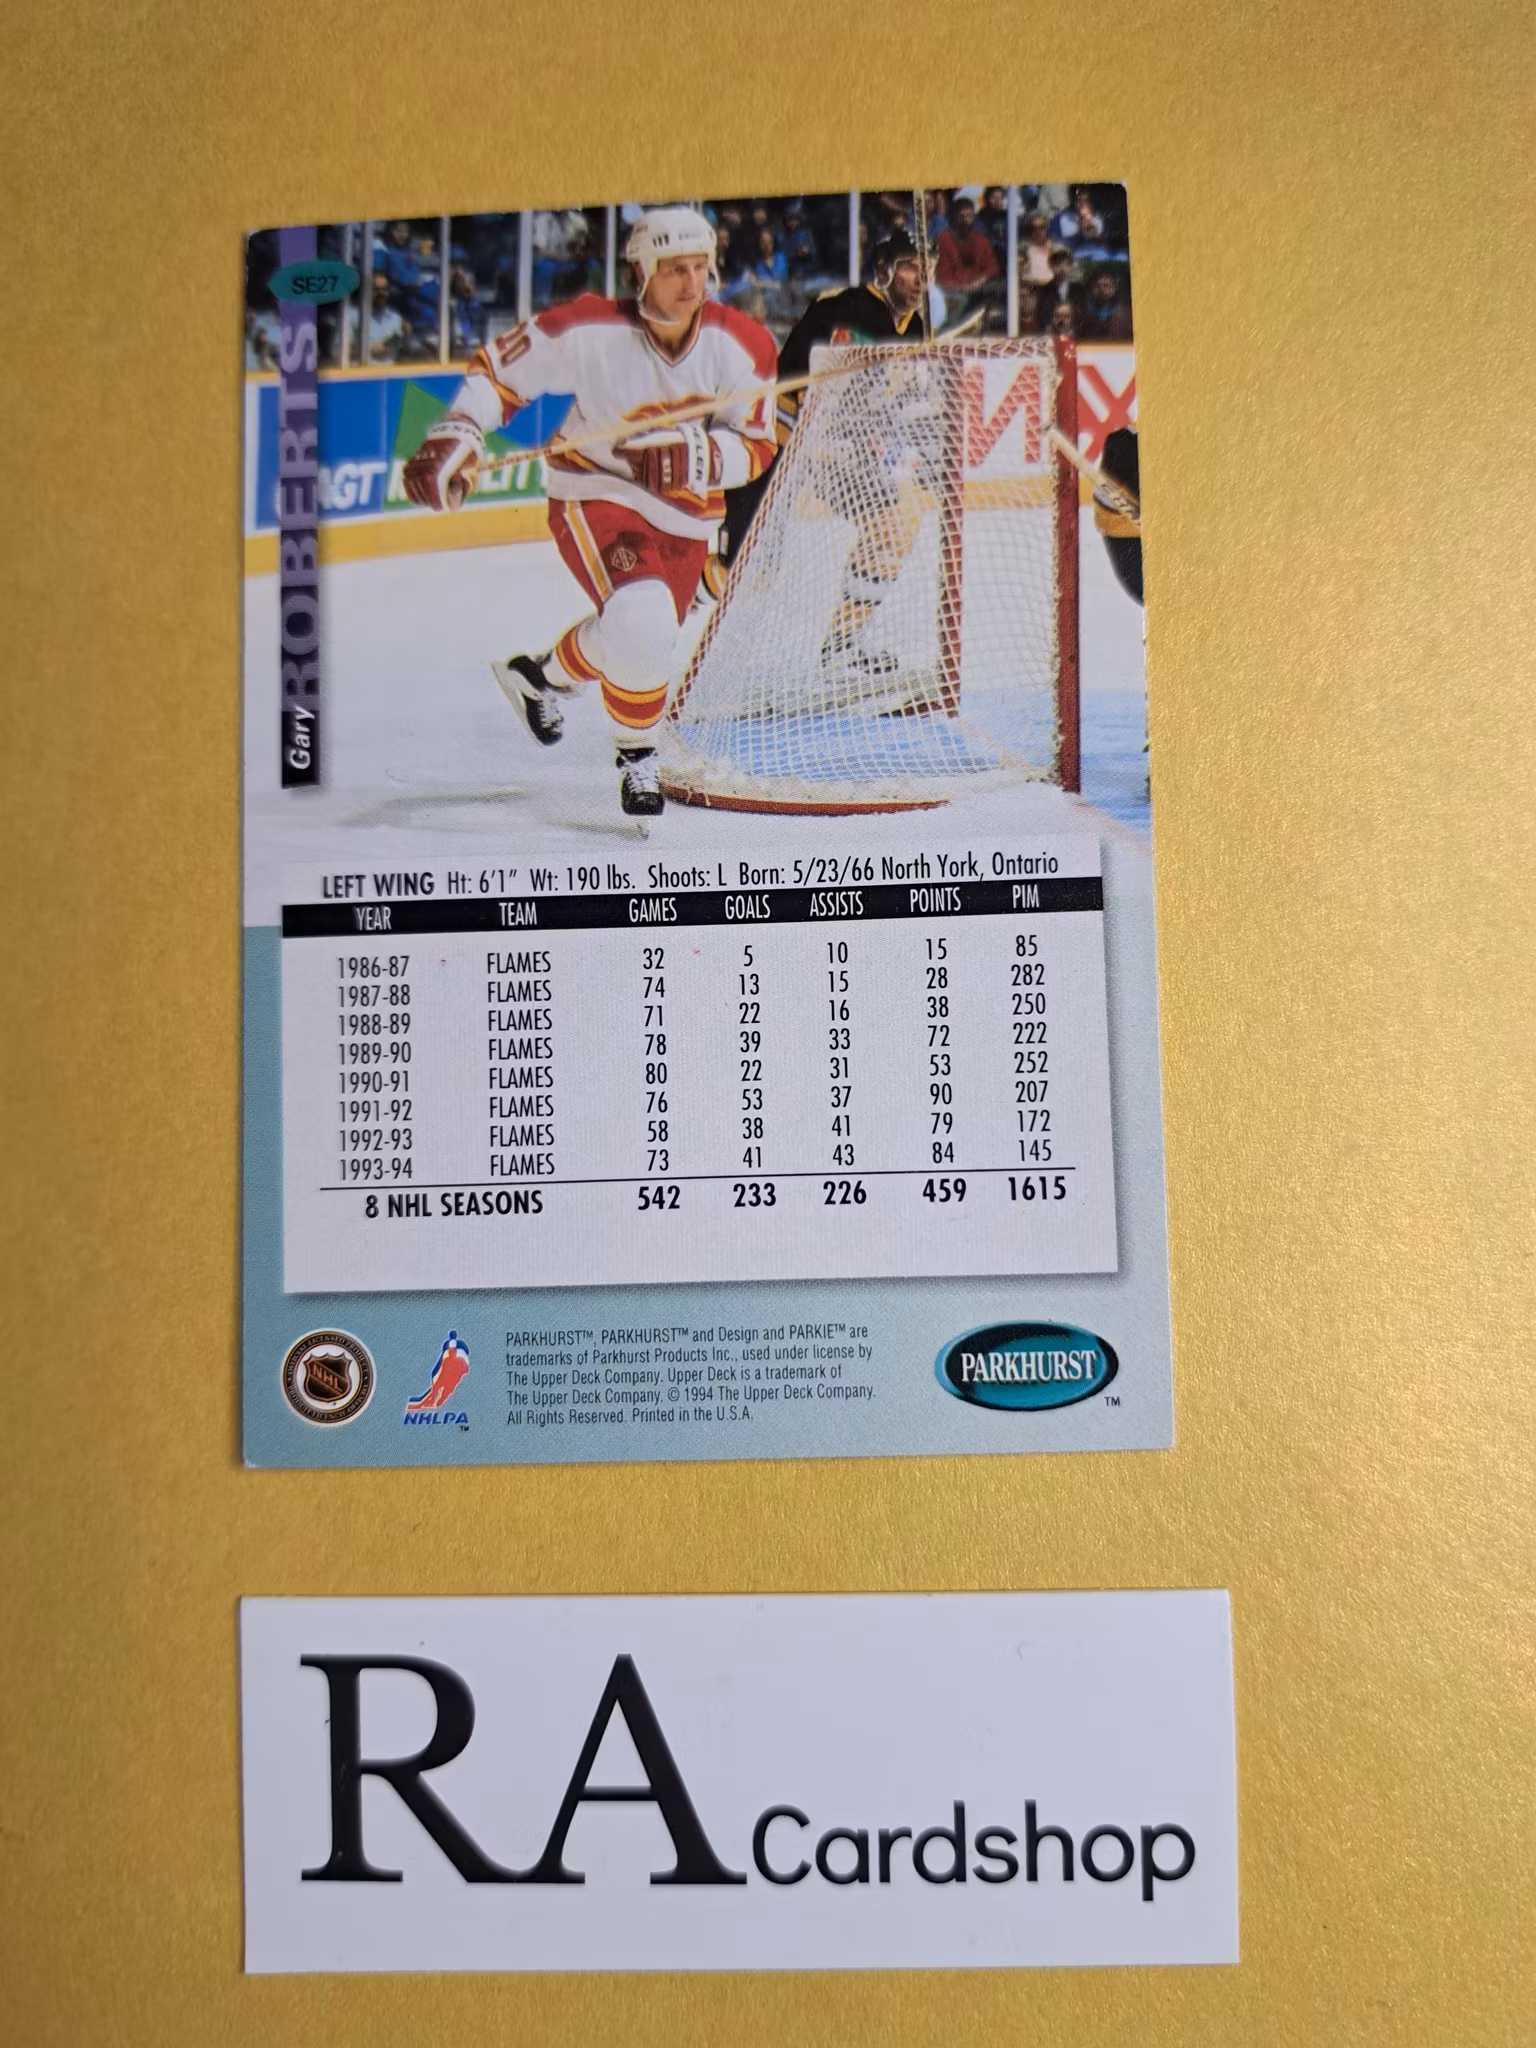 SE27
Gary ROBERTS
10
1
LEFT WING Ht: 6'1" Wt: 190 lbs. Shoots: L Born: 5/23/66 North York, Ontario
YEAR TEAM GAMES GOALS ASSISTS POINTS PIM
1986-87 FLAMES 32 5 10 15 85
1987-88 FLAMES 74 13 15 28 282
1988-89 FLAMES 71 22 16 38 250
1989-90 FLAMES 78 39 33 72 222
1990-91 FLAMES 80 22 31 53 252
1991-92 FLAMES 76 53 37 90 207
1992-93 FLAMES 58 38 41 79 172
1993-94 FLAMES 73 41 43 84 145
8 NHL SEASONS 542 233 226 459 1615
NHL
NHLPA
TM
PARKHURST™, PARKHURST™ and Design and PARKIE™ are
trademarks of Parkhurst Products Inc., used under license by
The Upper Deck Company. Upper Deck is a trademark of
The Upper Deck Company. © 1994 The Upper Deck Company.
All Rights Reserved. Printed in the U.S.A.
PARKHURST
TM
RA Cardshop